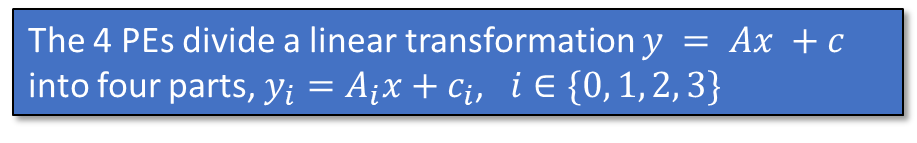 The 4 PEs divide a linear transformation y = Ax + c
into four parts, yᵢ = Aᵢx + cᵢ, i ∈ {0, 1, 2, 3}